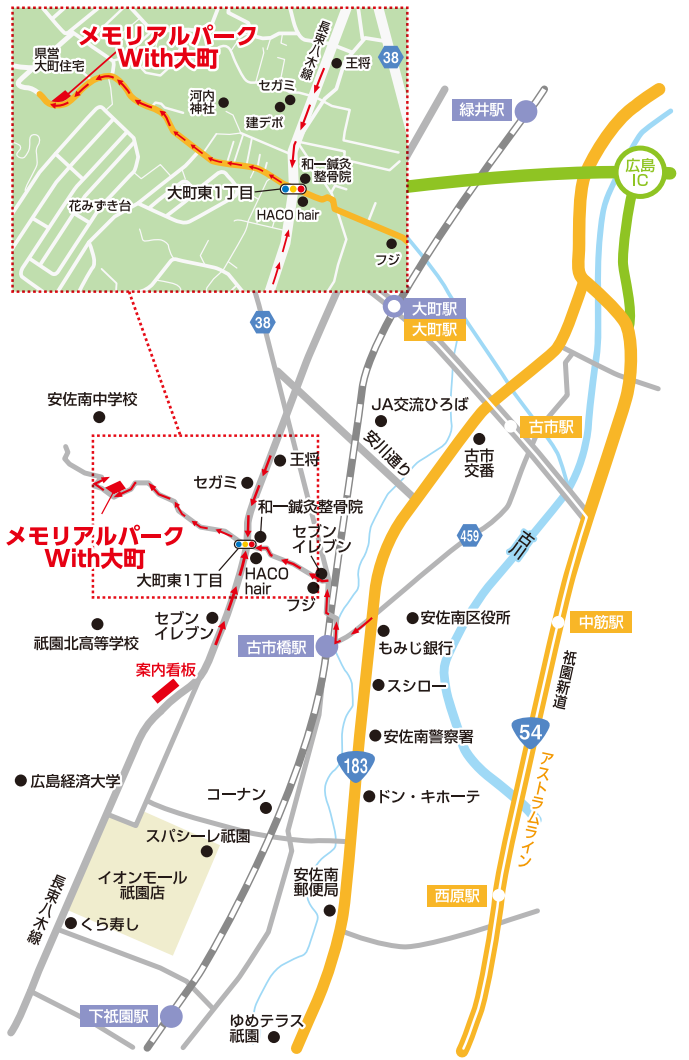 メモリアルパーク
With大町
県営
大町住宅
長束八木線
王将
38
河内
神社
セガミ
建デポ
和一鍼灸
整骨院
大町東1丁目
HACO hair
花みずき台
フジ
緑井駅
広島
IC
38
大町駅
大町駅
安佐南中学校
JA交流ひろば
安川通り
古市駅
古市
交番
王将
セガミ
和一鍼灸整骨院
メモリアルパーク
With大町
セブン
イレブン
459
古川
大町東1丁目
HACO
hair
フジ
セブン
イレブン
祇園北高等学校
古市橋駅
安佐南区役所
もみじ銀行
中筋駅
案内看板
スシロー
祇園新道
安佐南警察署
54
183
広島経済大学
コーナン
ドン・キホーテ
アストラムライン
スパシーレ祇園
イオンモール
祇園店
安佐南
郵便局
西原駅
長束八木線
くら寿し
下祇園駅
ゆめテラス
祇園